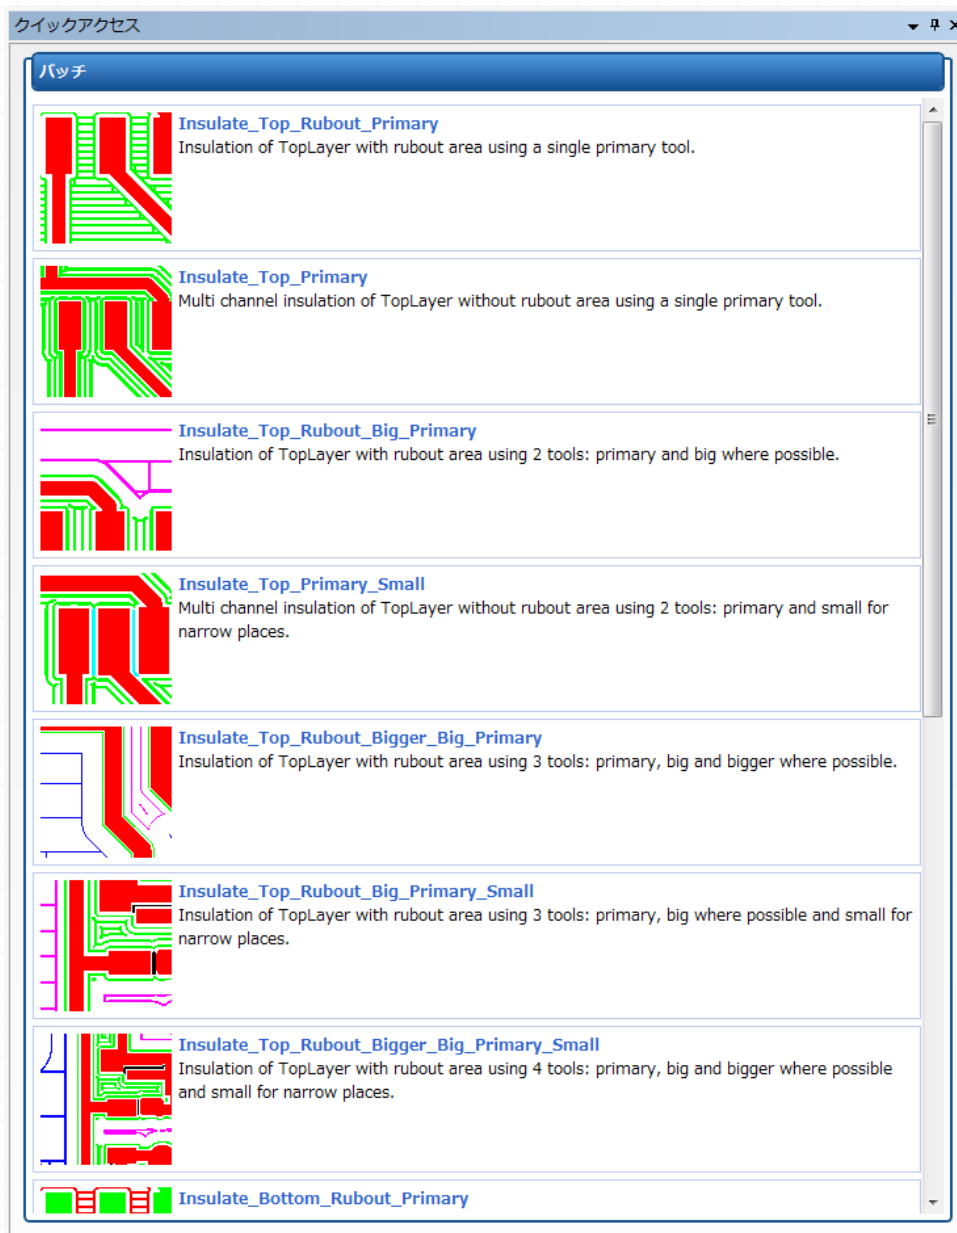 クイックアクセス
バッチ
Insulate_Top_Rubout_Primary
Insulation of TopLayer with rubout area using a single primary tool.
Insulate_Top_Primary
Multi channel insulation of TopLayer without rubout area using a single primary tool.
Insulate_Top_Rubout_Big_Primary
Insulation of TopLayer with rubout area using 2 tools: primary and big where possible.
Insulate_Top_Primary_Small
Multi channel insulation of TopLayer without rubout area using 2 tools: primary and small for
narrow places.
Insulate_Top_Rubout_Bigger_Big_Primary
Insulation of TopLayer with rubout area using 3 tools: primary, big and bigger where possible.
Insulate_Top_Rubout_Big_Primary_Small
Insulation of TopLayer with rubout area using 3 tools: primary, big where possible and small for
narrow places.
Insulate_Top_Rubout_Bigger_Big_Primary_Small
Insulation of TopLayer with rubout area using 4 tools: primary, big and bigger where possible
and small for narrow places.
Insulate_Bottom_Rubout_Primary